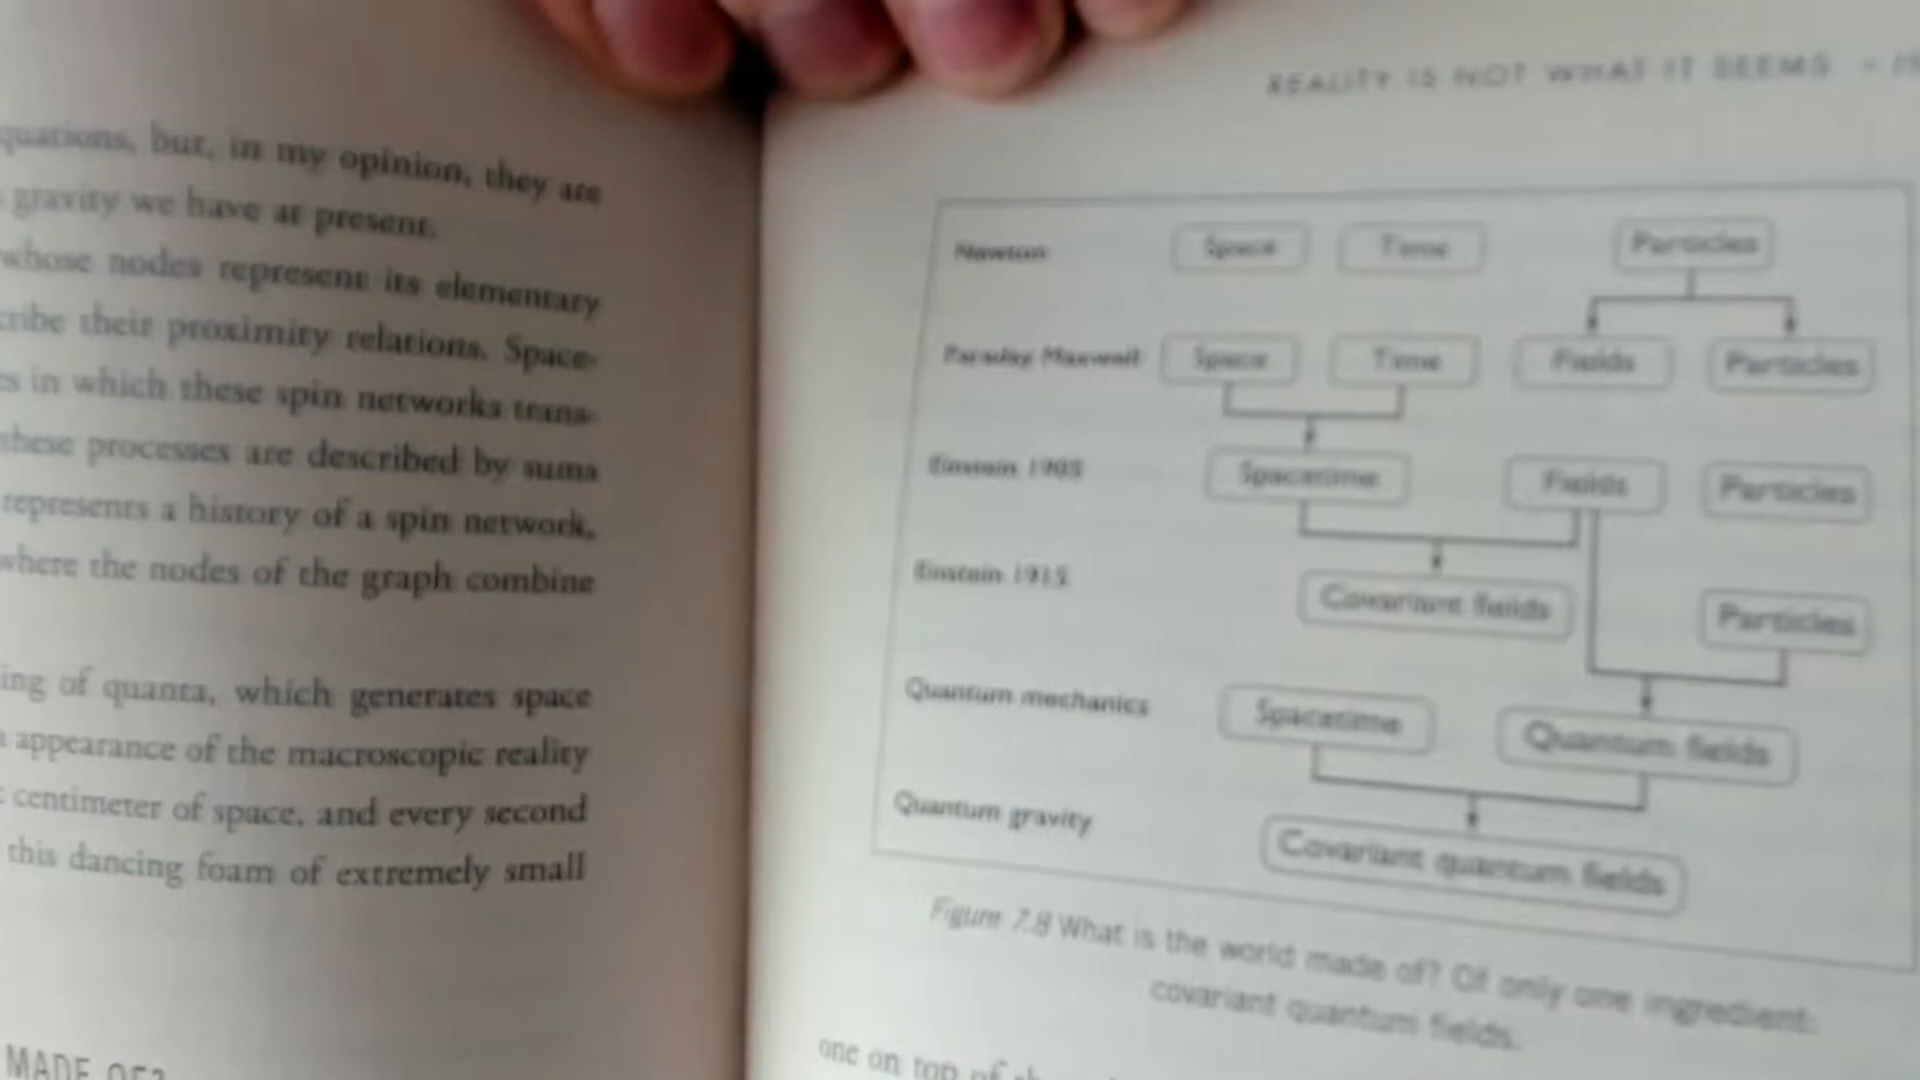 quations, but, in my opinion, they are
gravity we have at present.
whose nodes represent its elementary
cribe their proximity relations. Space-
es in which these spin networks trans-
these processes are described by sums
represents a history of a spin network,
where the nodes of the graph combine
ing of quanta, which generates space
appearance of the macroscopic reality
centimeter of space, and every second
this dancing foam of extremely small
MADE OF?
REALITY IS NOT WHAT IT SEEMS
Newton Space Time Particles
Faraday Maxwell Space Time Fields Particles
Einstein 1905 Spacetime Fields Particles
Einstein 1915 Covariant fields Particles
Quantum mechanics Spacetime Quantum fields
Quantum gravity Covariant quantum fields
Figure 7.8 What is the world made of? Of only one ingredient:
covariant quantum fields.
one on top of